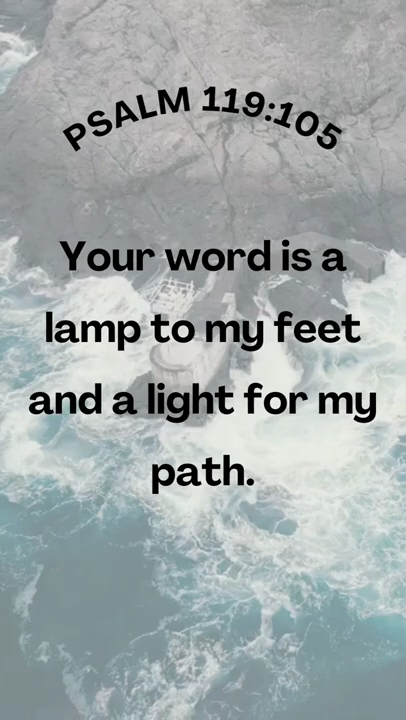 PSALM 119:105
Your word is a
lamp to my feet
and a light for my
path.